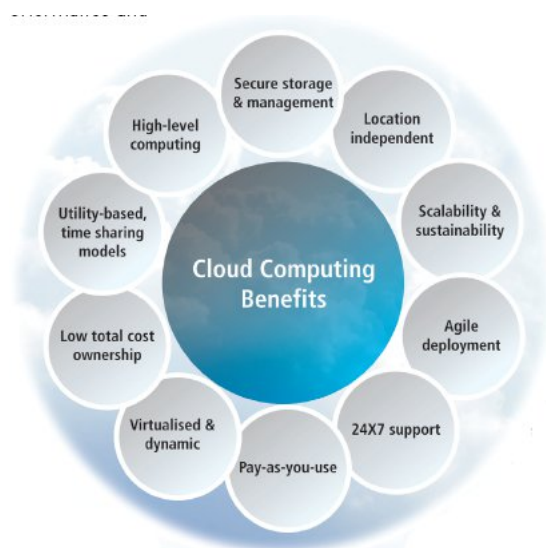 Cloud Computing
Benefits
Secure storage
& management
Location
independent
Scalability &
sustainability
Agile
deployment
24X7 support
Pay-as-you-use
Virtualised &
dynamic
Low total cost
ownership
Utility-based,
time sharing
models
High-level
computing